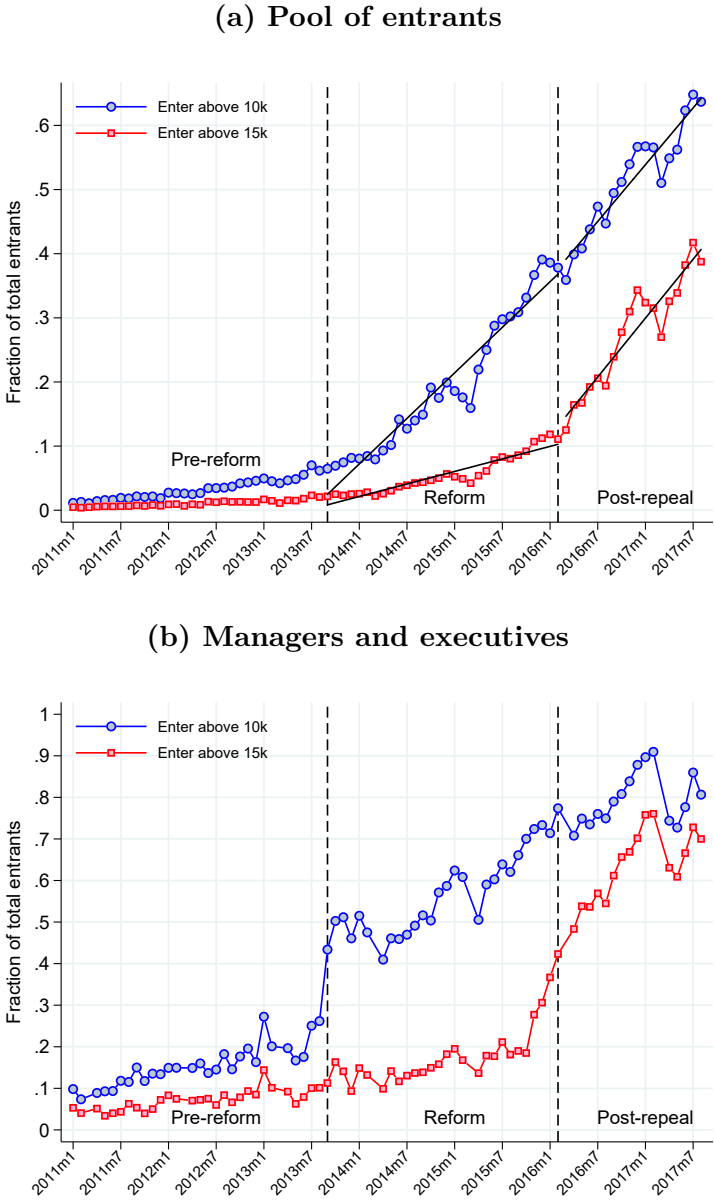 (a) Pool of entrants
Enter above 10k
Enter above 15k
Fraction of total entrants
.6
.5
.4
.3
.2
.1
0
Pre-reform
Reform
Post-repeal
2011m1
2011m7
2012m1
2012m7
2013m1
2013m7
2014m1
2014m7
2015m1
2015m7
2016m1
2016m7
2017m1
2017m7
(b) Managers and executives
Enter above 10k
Enter above 15k
Fraction of total entrants
1
.9
.8
.7
.6
.5
.4
.3
.2
.1
0
Pre-reform
Reform
Post-repeal
2011m1
2011m7
2012m1
2012m7
2013m1
2013m7
2014m1
2014m7
2015m1
2015m7
2016m1
2016m7
2017m1
2017m7